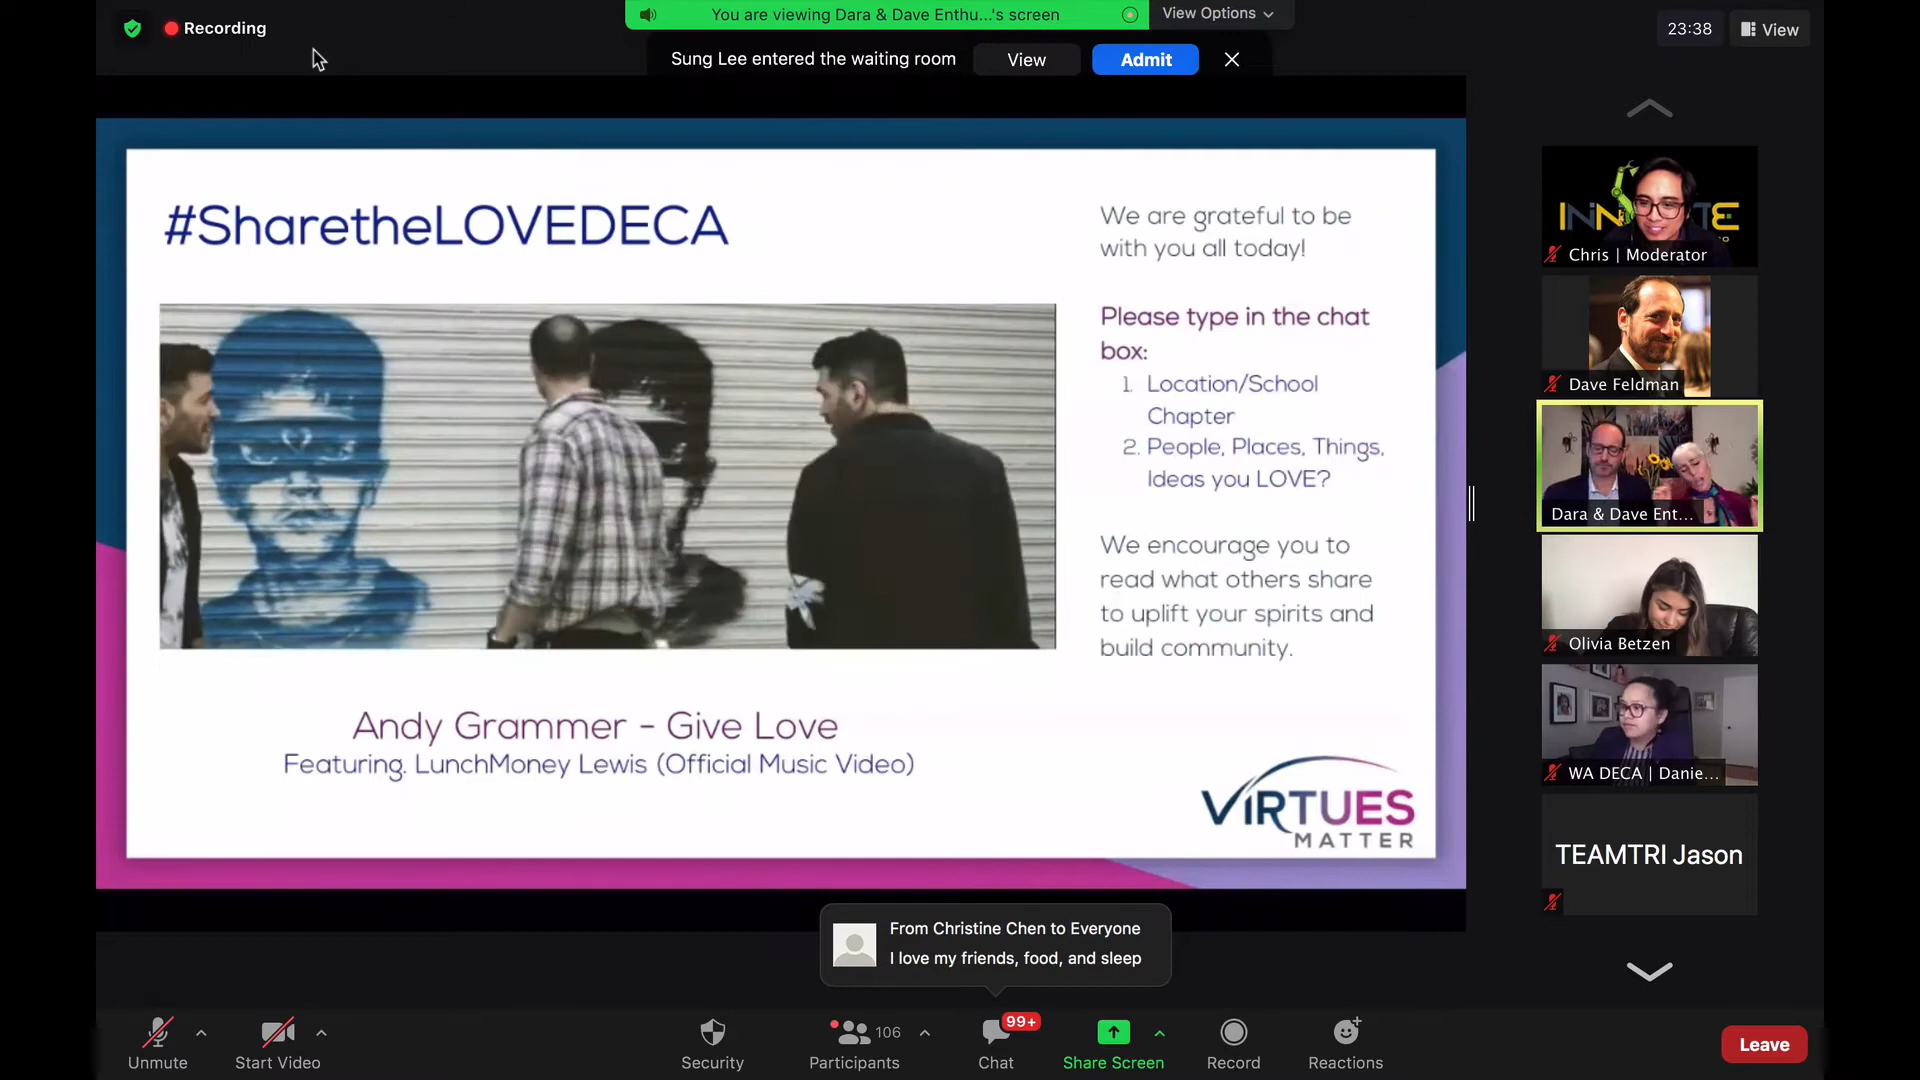 Recording
You are viewing Dara & Dave Enthu...'s screen
View Options
23:38
View
Sung Lee entered the waiting room
View
Admit
#SharetheLOVEDECA
We are grateful to be
with you all today!
Please type in the chat
box:
1. Location/School
Chapter
2. People, Places, Things,
Ideas you LOVE?
We encourage you to
read what others share
to uplift your spirits and
build community.
Andy Grammer - Give Love
Featuring. LunchMoney Lewis (Official Music Video)
VIRTUES
MATTER
Chris | Moderator
Dave Feldman
Dara & Dave Ent...
Olivia Betzen
WA DECA | Danie...
TEAMTRI Jason
From Christine Chen to Everyone
I love my friends, food, and sleep
Unmute
Start Video
Security
106
Participants
99+
Chat
Share Screen
Record
Reactions
Leave